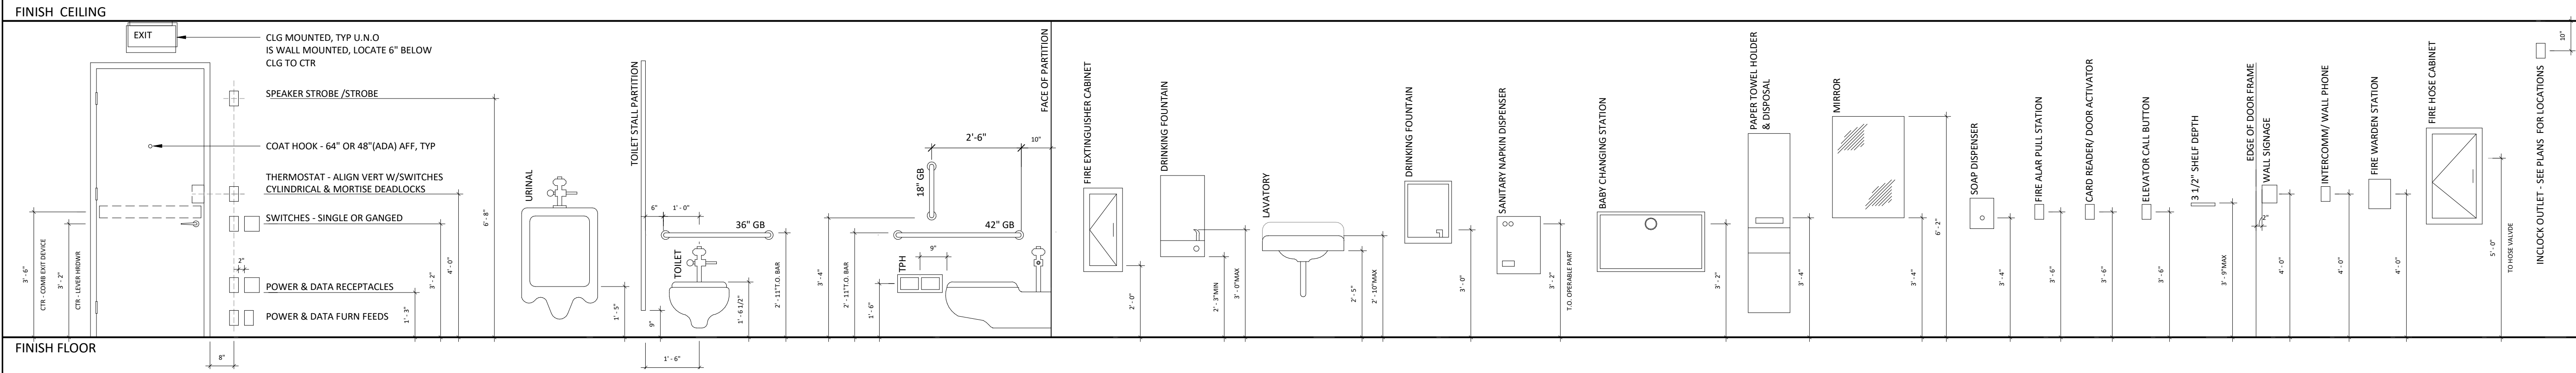 FINISH CEILING
EXIT
CLG MOUNTED, TYP U.N.O
IS WALL MOUNTED, LOCATE 6" BELOW
CLG TO CTR
SPEAKER STROBE /STROBE
COAT HOOK - 64" OR 48"(ADA) AFF, TYP
THERMOSTAT - ALIGN VERT W/SWITCHES
CYLINDRICAL & MORTISE DEADLOCKS
SWITCHES - SINGLE OR GANGED
2"
POWER & DATA RECEPTACLES
POWER & DATA FURN FEEDS
3' - 6"
CTR - COMB EXIT DEVICE
3' - 2"
CTR - LEVER HRDWR
8"
1' - 3"
3' - 2"
4' - 0"
6' - 8"
URINAL
1' - 5"
TOILET STALL PARTITION
6"
1' - 0"
36" GB
TOILET
9"
1' - 6"
1' - 6 1/2"
2' - 11"T.O. BAR
3' - 4"
2' - 11"T.O. BAR
1' - 6"
18" GB
2'-6"
10"
42" GB
9"
TPH
FACE OF PARTITION
FIRE EXTINGUISHER CABINET
2' - 0"
DRINKING FOUNTAIN
2' - 3"MIN
3' - 0"MAX
LAVATORY
2' - 5"
2' - 10"MAX
DRINKING FOUNTAIN
3' - 0"
SANITARY NAPKIN DISPENSER
3' - 2"
T.O. OPERABLE PART
BABY CHANGING STATION
3' - 2"
PAPER TOWEL HOLDER
& DISPOSAL
3' - 4"
MIRROR
3' - 4"
6' - 2"
SOAP DISPENSER
3' - 4"
FIRE ALAR PULL STATION
3' - 6"
CARD READER/ DOOR ACTIVATOR
3' - 6"
ELEVATOR CALL BUTTON
3' - 6"
3 1/2" SHELF DEPTH
3' - 9"MAX
EDGE OF DOOR FRAME
WALL SIGNAGE
2"
4' - 0"
INTERCOMM/ WALL PHONE
4' - 0"
FIRE WARDEN STATION
4' - 0"
FIRE HOSE CABINET
5' - 0"
TO HOSE VALVDE
INCLOCK OUTLET - SEE PLANS FOR LOCATIONS
10"
FINISH FLOOR